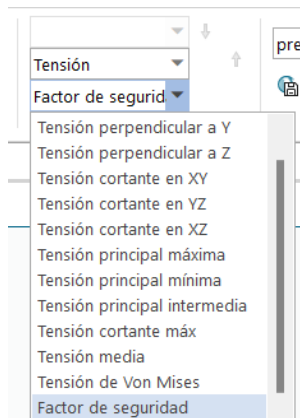 Tensión
pre
Factor de segurid
Tensión perpendicular a Y
Tensión perpendicular a Z
Tensión cortante en XY
Tensión cortante en YZ
Tensión cortante en XZ
Tensión principal máxima
Tensión principal mínima
Tensión principal intermedia
Tensión cortante máx
Tensión media
Tensión de Von Mises
Factor de seguridad